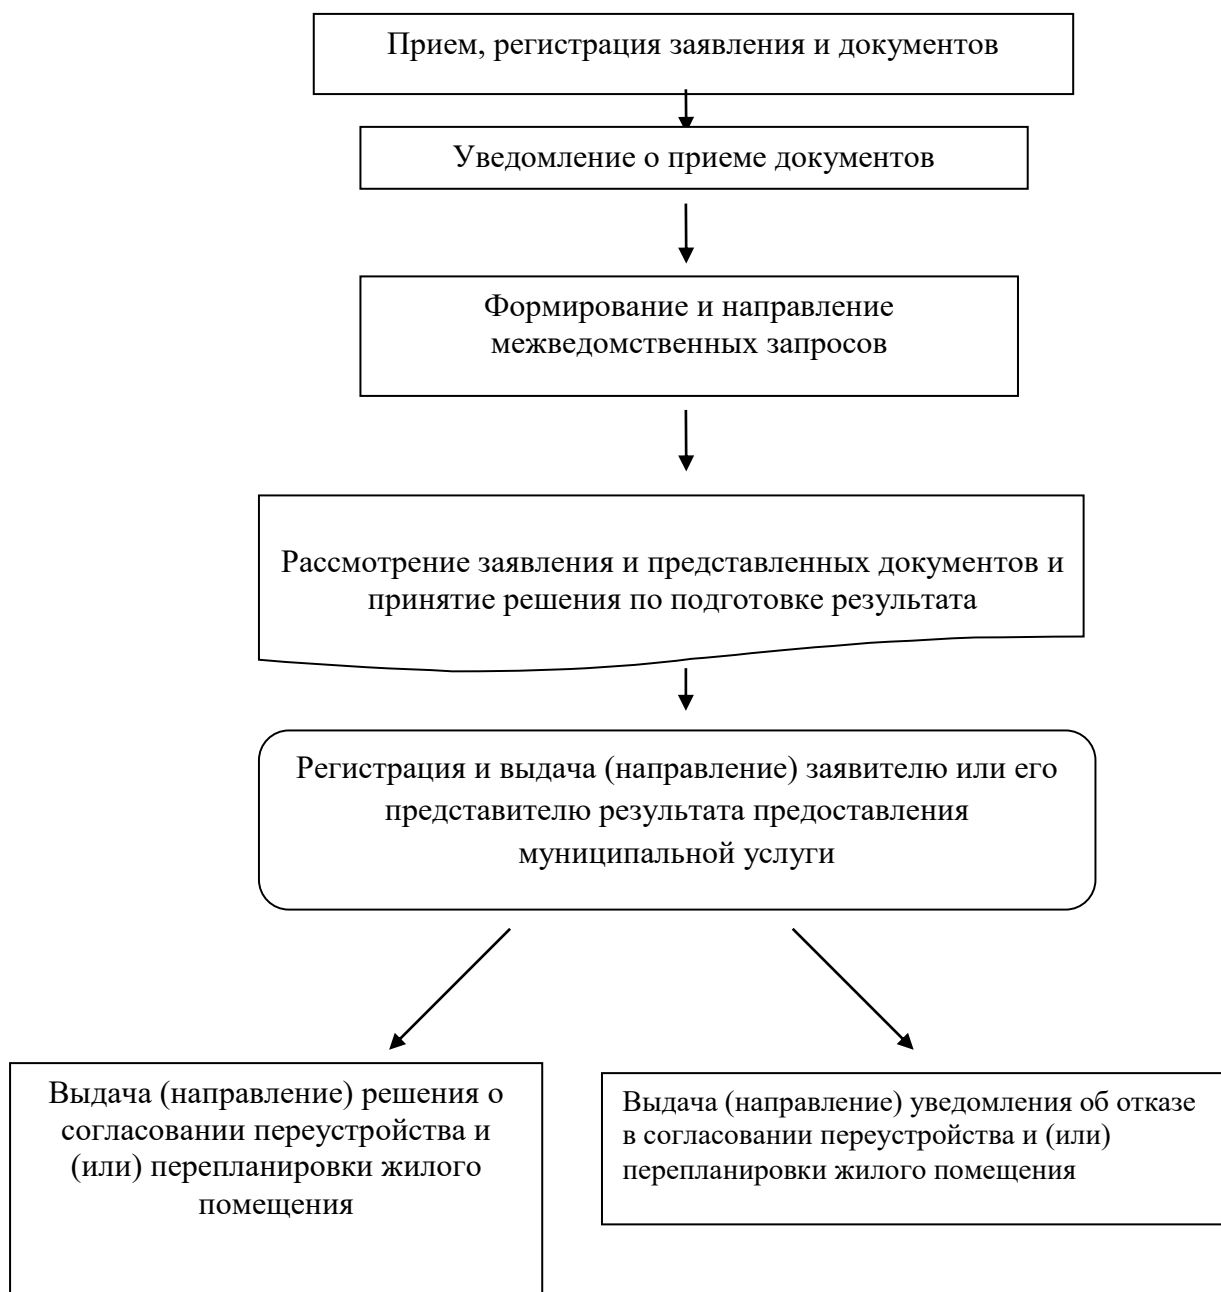 Прием, регистрация заявления и документов
Уведомление о приеме документов
Формирование и направление
межведомственных запросов
Рассмотрение заявления и представленных документов и
принятие решения по подготовке результата
Регистрация и выдача (направление) заявителю или его
представителю результата предоставления
муниципальной услуги
Выдача (направление) решения о
согласовании переустройства и
(или) перепланировки жилого
помещения
Выдача (направление) уведомления об отказе
в согласовании переустройства и (или)
перепланировки жилого помещения